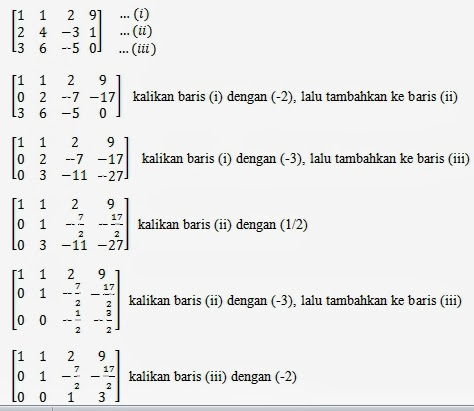 [1 1 2 9] ... (i)
[2 4 −3 1] ... (ii)
[3 6 −-5 0] ... (iii)
[1 1 2 9]
[0 2 −-7 −17] kalikan baris (i) dengan (-2), lalu tambahkan ke baris (ii)
[3 6 −5 0]
[1 1 2 9]
[0 2 −-7 −17] kalikan baris (i) dengan (-3), lalu tambahkan ke baris (iii)
[0 3 −11 −-27]
[1 1 2 9]
[0 1 −-7/2 −-17/2] kalikan baris (ii) dengan (1/2)
[0 3 −11 −27]
[1 1 2 9]
[0 1 −-7/2 −17/2] kalikan baris (ii) dengan (-3), lalu tambahkan ke baris (iii)
[0 0 −-1/2 −-3/2]
[1 1 2 9]
[0 1 −7/2 −17/2] kalikan baris (iii) dengan (-2)
[0 0 1 3]